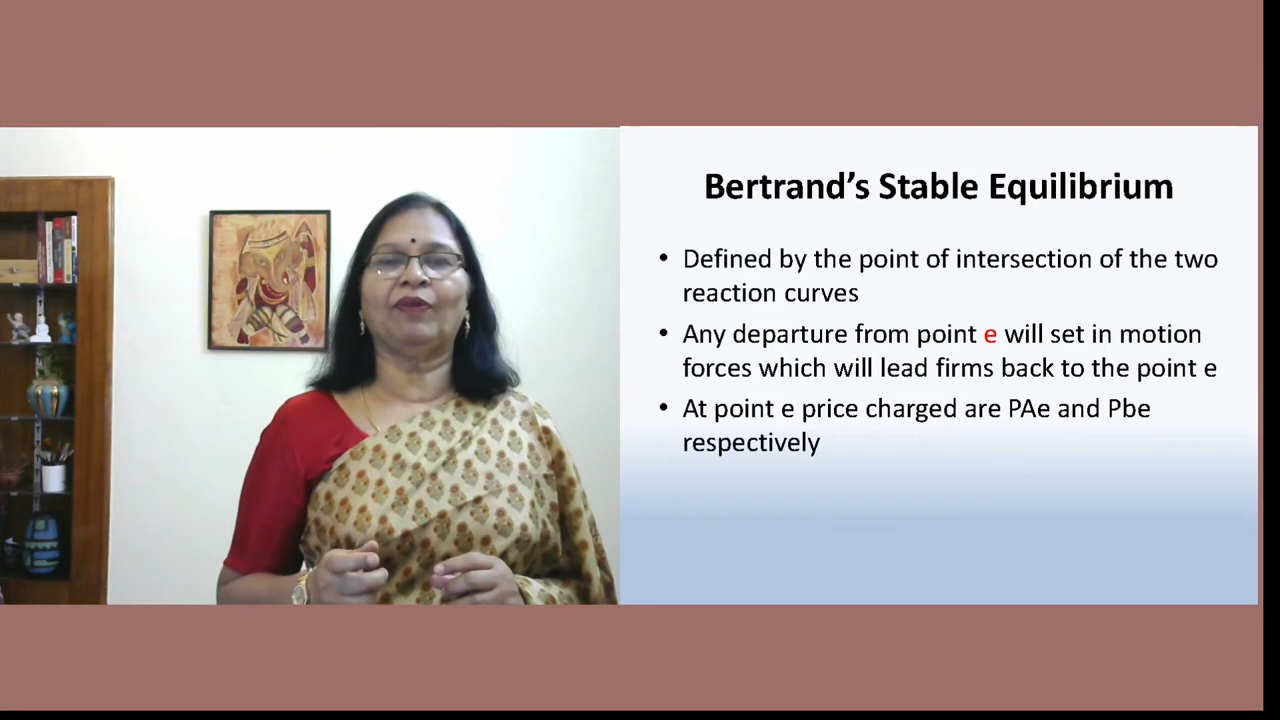 Bertrand’s Stable Equilibrium
• Defined by the point of intersection of the two
reaction curves
• Any departure from point e will set in motion
forces which will lead firms back to the point e
• At point e price charged are PAe and Pbe
respectively